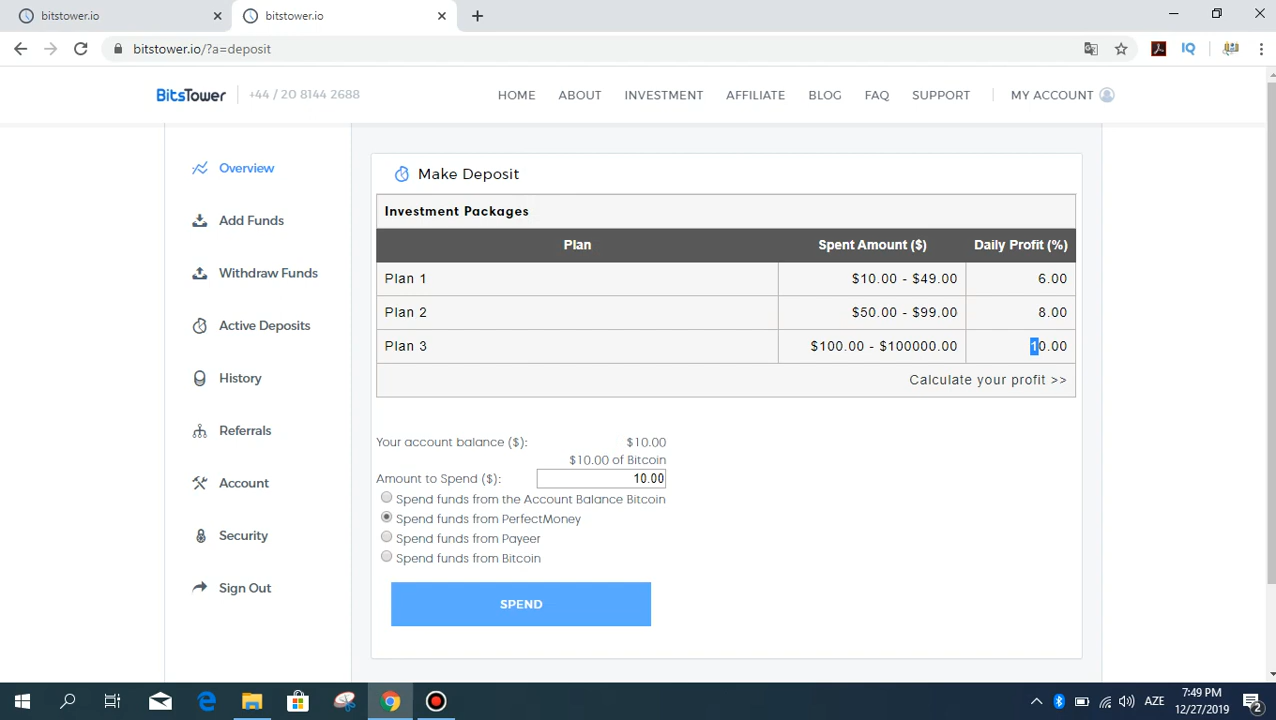 bitstower.io
bitstower.io
bitstower.io/?a=deposit
IQ
BitsTower
+44 / 20 8144 2688
HOME ABOUT INVESTMENT AFFILIATE BLOG FAQ SUPPORT MY ACCOUNT
Overview
Add Funds
Withdraw Funds
Active Deposits
History
Referrals
Account
Security
Sign Out
Make Deposit
Investment Packages
Plan Spent Amount ($) Daily Profit (%)
Plan 1 $10.00 - $49.00 6.00
Plan 2 $50.00 - $99.00 8.00
Plan 3 $100.00 - $100000.00 10.00
Calculate your profit >>
Your account balance ($): $10.00
$10.00 of Bitcoin
Amount to Spend ($): 10.00
Spend funds from the Account Balance Bitcoin
Spend funds from PerfectMoney
Spend funds from Payeer
Spend funds from Bitcoin
SPEND
AZE
7:49 PM
12/27/2019
2